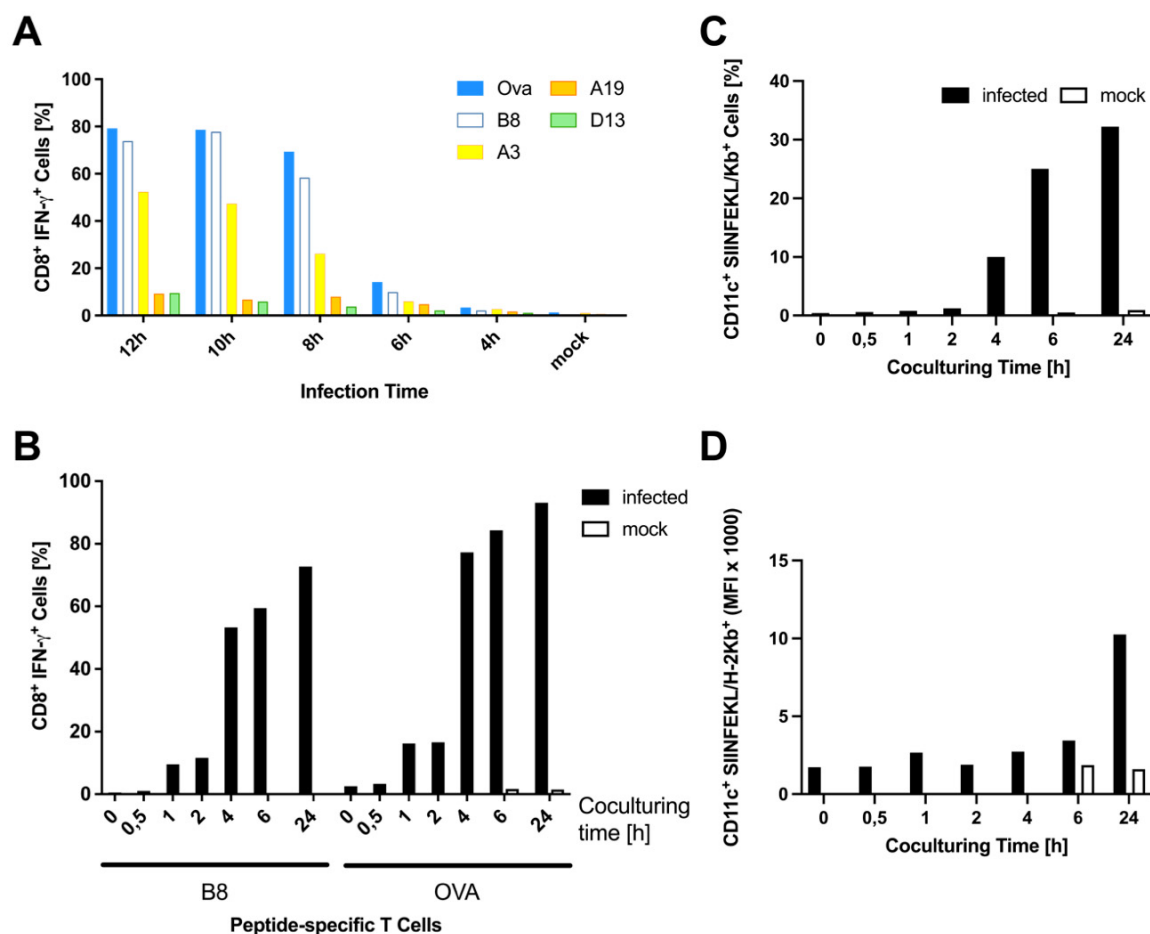 A
CD8+ IFN-γ+ Cells [%]
100
80
60
40
20
0
Ova
B8
A3
A19
D13
12h
10h
8h
6h
4h
mock
Infection Time
B
CD8+ IFN-γ+ Cells [%]
100
80
60
40
20
0
infected
mock
0 0,5 1 2 4 6 24 0 0,5 1 2 4 6 24
Coculturing
time [h]
B8
OVA
Peptide-specific T Cells
C
CD11c+ SIINFEKL/Kb+ Cells [%]
40
30
20
10
0
infected
mock
0 0,5 1 2 4 6 24
Coculturing Time [h]
D
CD11c+ SIINFEKL/H-2Kb+ (MFI x 1000)
15
10
5
0
0 0,5 1 2 4 6 24
Coculturing Time [h]